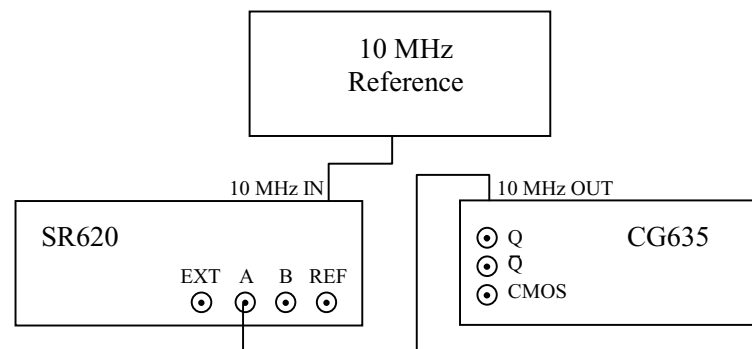 10 MHz
Reference
10 MHz IN
10 MHz OUT
SR620
EXT A B REF
Q
Q̅
CMOS
CG635